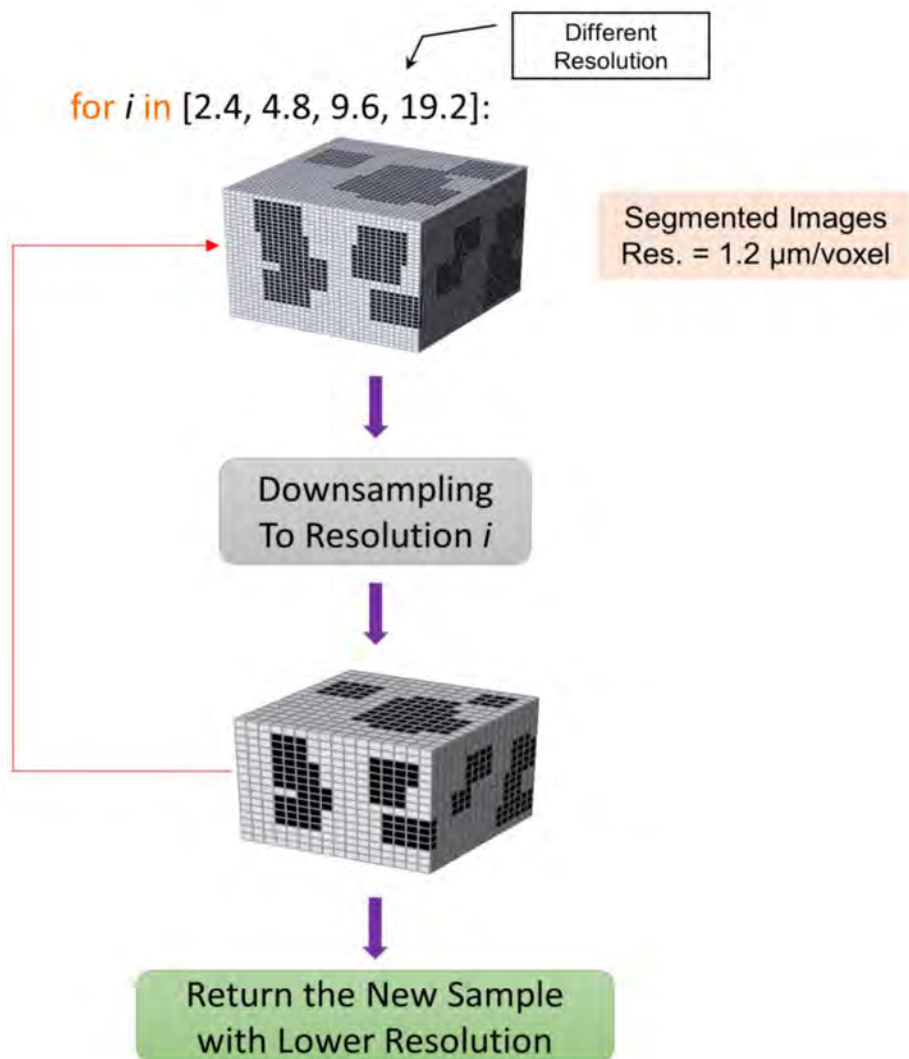 Different
Resolution
for i in [2.4, 4.8, 9.6, 19.2]:
Segmented Images
Res. = 1.2 µm/voxel
Downsampling
To Resolution i
Return the New Sample
with Lower Resolution